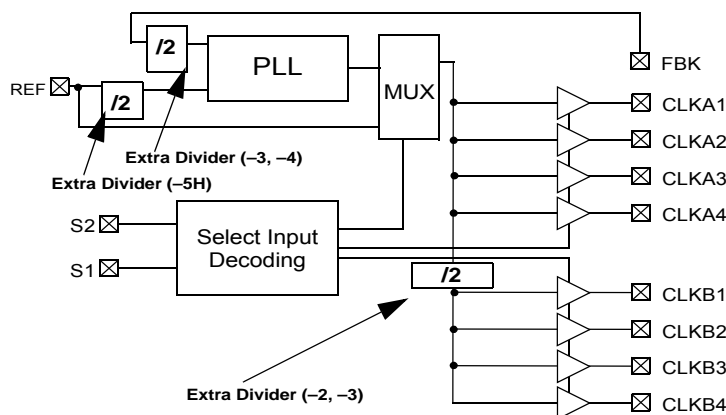 /2
PLL
FBK
REF
/2
MUX
CLKA1
CLKA2
Extra Divider (–3, –4)
CLKA3
Extra Divider (–5H)
CLKA4
S2
Select Input
Decoding
S1
/2
CLKB1
CLKB2
CLKB3
Extra Divider (–2, –3)
CLKB4